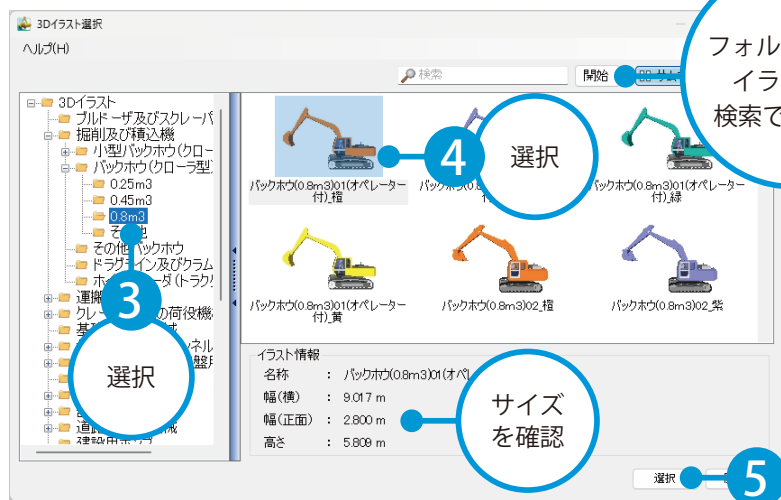 3Dイラスト選択
ヘルプ(H)
検索
開始
フォル
イラ
検索で
3Dイラスト
ブルドーザ及びスクレーパ
掘削及び積込機
小型バックホウ(クロー
バックホウ(クローラ型)
0.25m3
0.45m3
0.8m3
その他バックホウ
ドラグライン及びクラム
運搬
クレー
の荷役機
3
選択
バックホウ(0.8m3)01(オペレーター
付)_橙
4
選択
バックホウ(0.8m3)01(オペレーター
付)_緑
バックホウ(0.8m3)01(オペレーター
付)_黄
バックホウ(0.8m3)02_橙
バックホウ(0.8m3)02_紫
イラスト情報
名称 : バックホウ(0.8m3)01(オペ
幅(横) : 9.017 m
幅(正面) : 2.800 m
高さ : 5.809 m
サイズ
を確認
選択
5